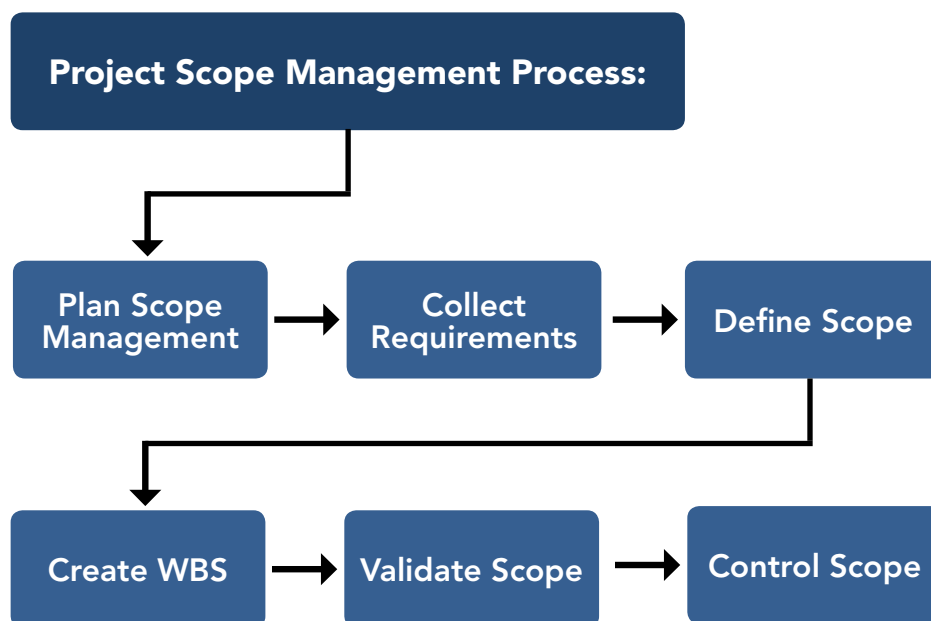 Project Scope Management Process:
Plan Scope
Management
Collect
Requirements
Define Scope
Create WBS
Validate Scope
Control Scope